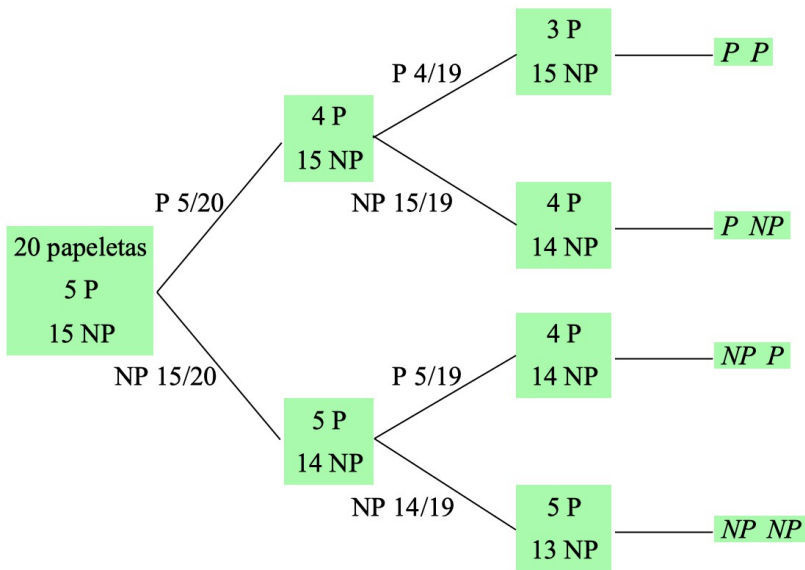 20 papeletas
5 P
15 NP
P 5/20
NP 15/20
4 P
15 NP
5 P
14 NP
P 4/19
NP 15/19
P 5/19
NP 14/19
3 P
15 NP
4 P
14 NP
4 P
14 NP
5 P
13 NP
P P
P NP
NP P
NP NP